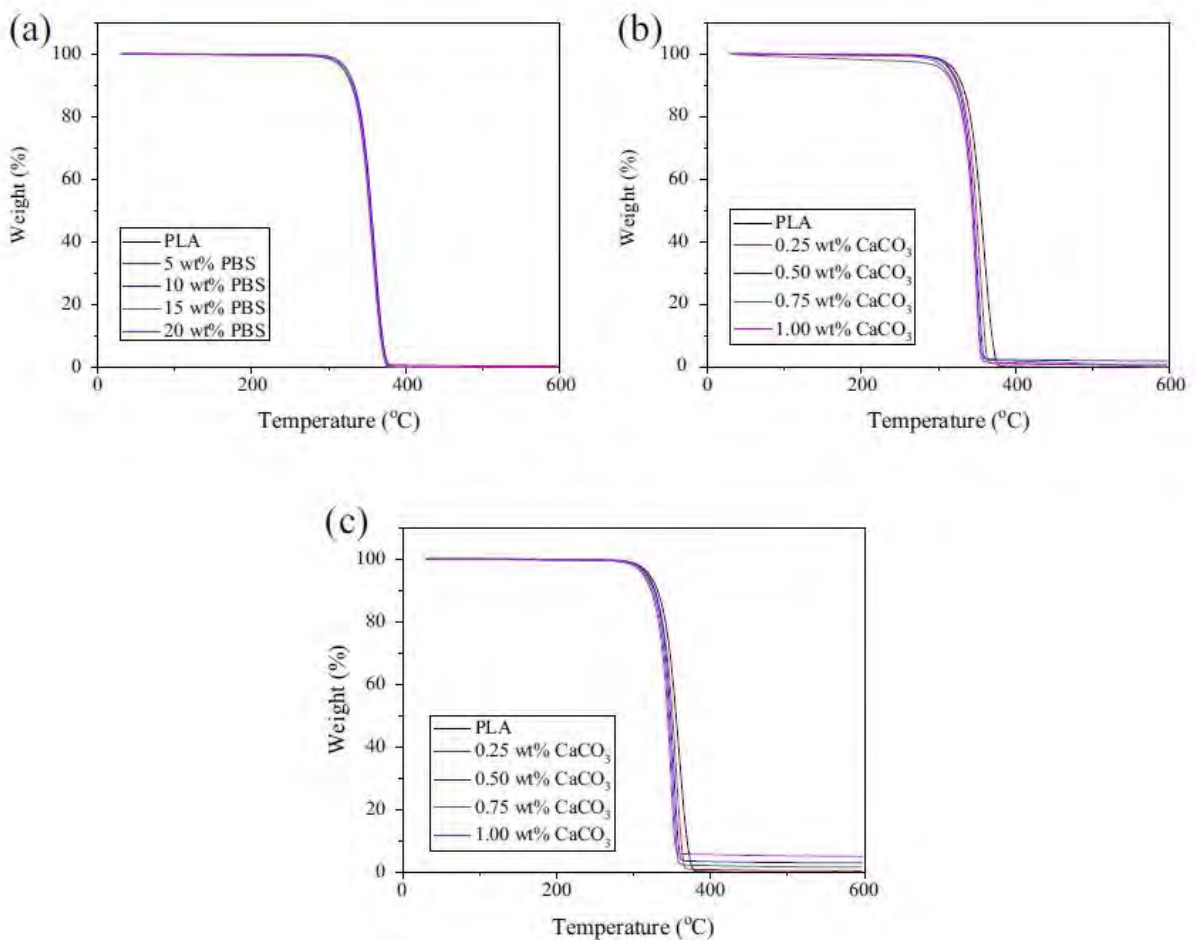 (a)
100
80
60
40
20
0
Weight (%)
PLA
5 wt% PBS
10 wt% PBS
15 wt% PBS
20 wt% PBS
0 200 400 600
Temperature (°C)
(b)
100
80
60
40
20
0
Weight (%)
PLA
0.25 wt% CaCO₃
0.50 wt% CaCO₃
0.75 wt% CaCO₃
1.00 wt% CaCO₃
0 200 400 600
Temperature (°C)
(c)
100
80
60
40
20
0
Weight (%)
PLA
0.25 wt% CaCO₃
0.50 wt% CaCO₃
0.75 wt% CaCO₃
1.00 wt% CaCO₃
0 200 400 600
Temperature (°C)